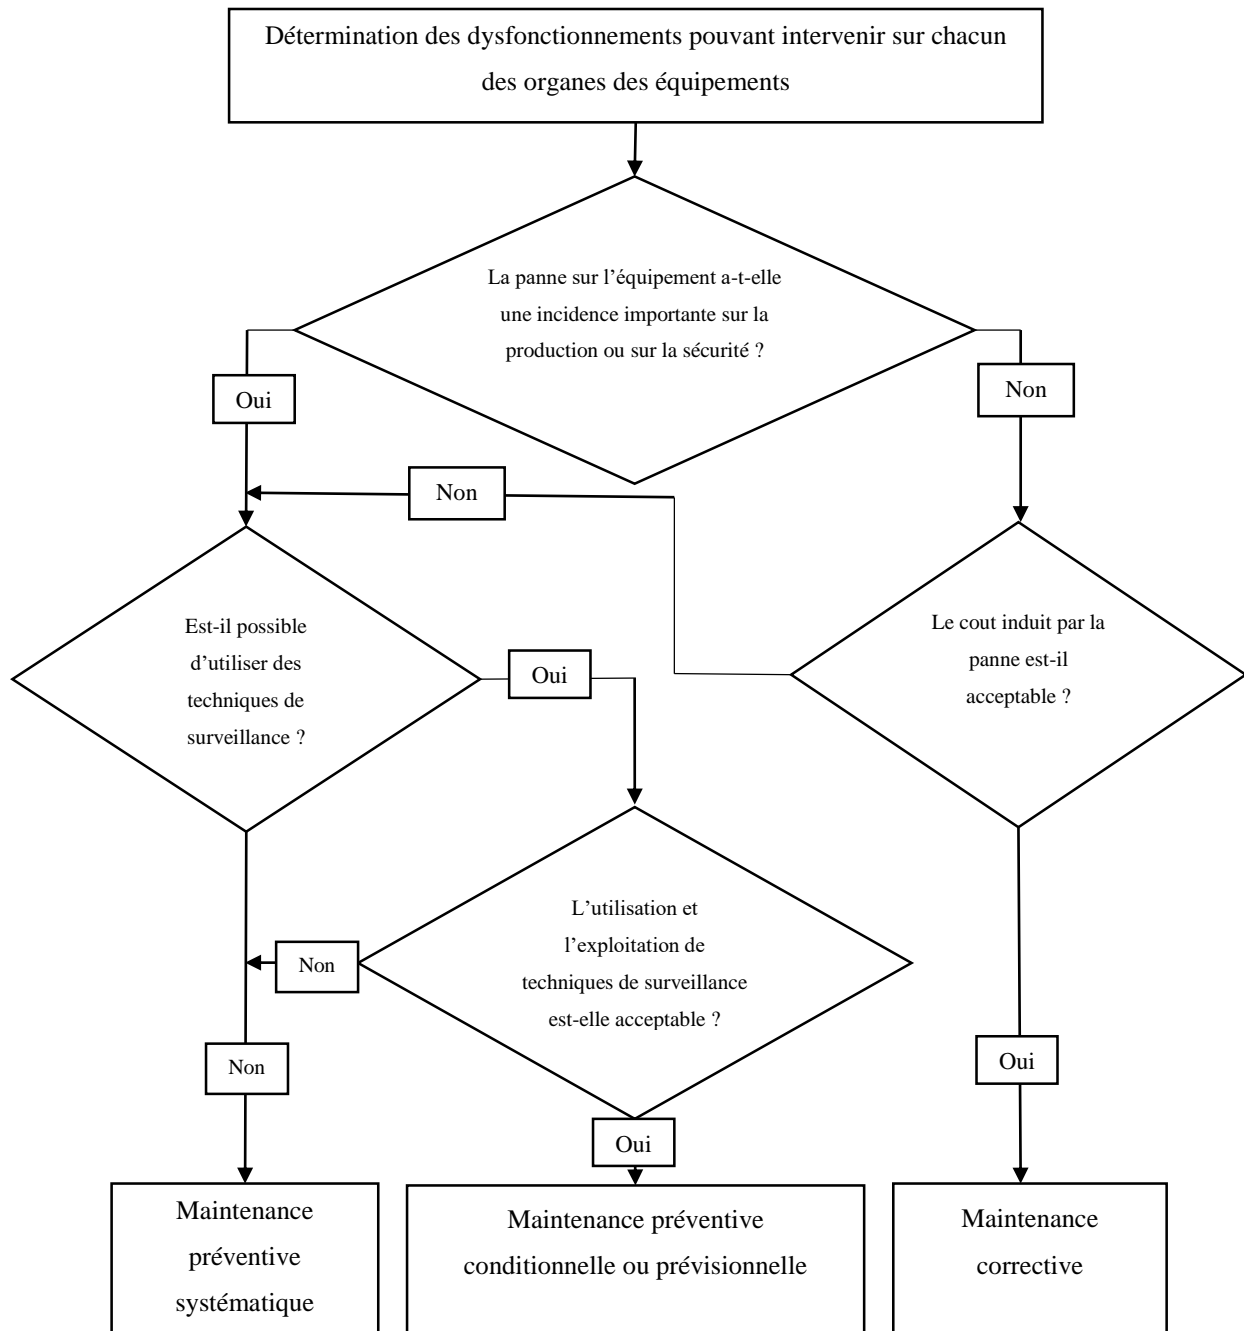 Détermination des dysfonctionnements pouvant intervenir sur chacun
des organes des équipements
La panne sur l’équipement a-t-elle
une incidence importante sur la
production ou sur la sécurité ?
Oui
Non
Non
Est-il possible
d’utiliser des
techniques de
surveillance ?
Oui
Le cout induit par la
panne est-il
acceptable ?
L’utilisation et
l’exploitation de
techniques de surveillance
est-elle acceptable ?
Non
Non
Oui
Oui
Maintenance
préventive
systématique
Maintenance préventive
conditionnelle ou prévisionnelle
Maintenance
corrective